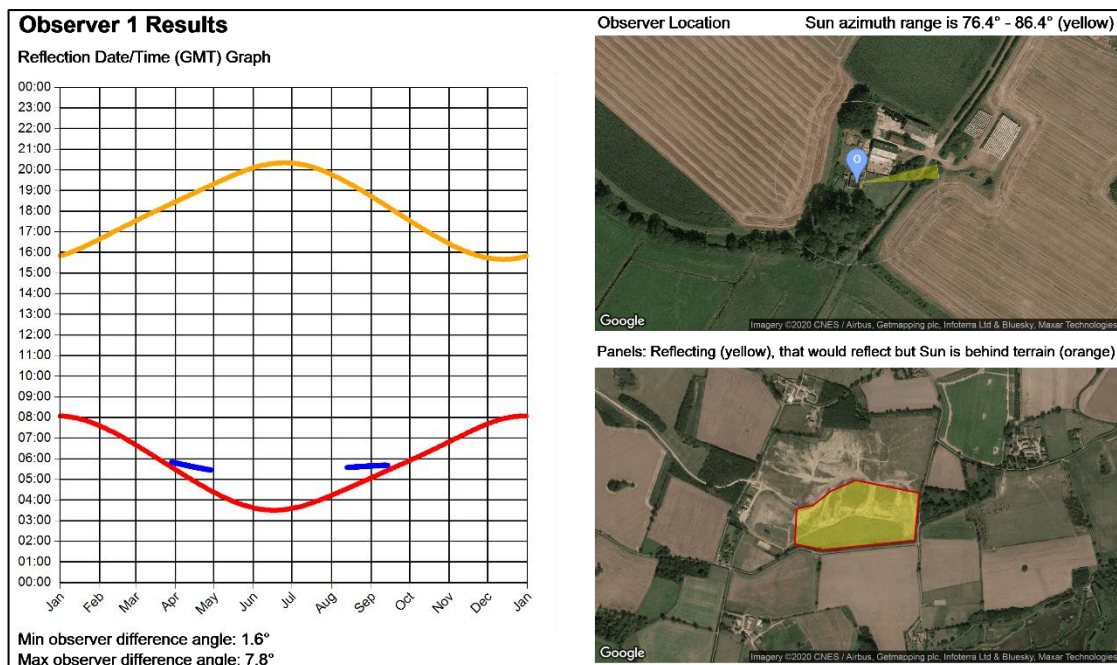 Observer 1 Results
Reflection Date/Time (GMT) Graph
00:00
23:00
22:00
21:00
20:00
19:00
18:00
17:00
16:00
15:00
14:00
13:00
12:00
11:00
10:00
09:00
08:00
07:00
06:00
05:00
04:00
03:00
02:00
01:00
00:00
Jan Feb Mar Apr May Jun Jul Aug Sep Oct Nov Dec Jan
Min observer difference angle: 1.6°
Max observer difference angle: 7.8°
Observer Location Sun azimuth range is 76.4° - 86.4° (yellow)
O
Google Imagery ©2020 CNES / Airbus, Getmapping plc, Infoterra Ltd & Bluesky, Maxar Technologies
Panels: Reflecting (yellow), that would reflect but Sun is behind terrain (orange)
Google Imagery ©2020 CNES / Airbus, Getmapping plc, Infoterra Ltd & Bluesky, Maxar Technologies